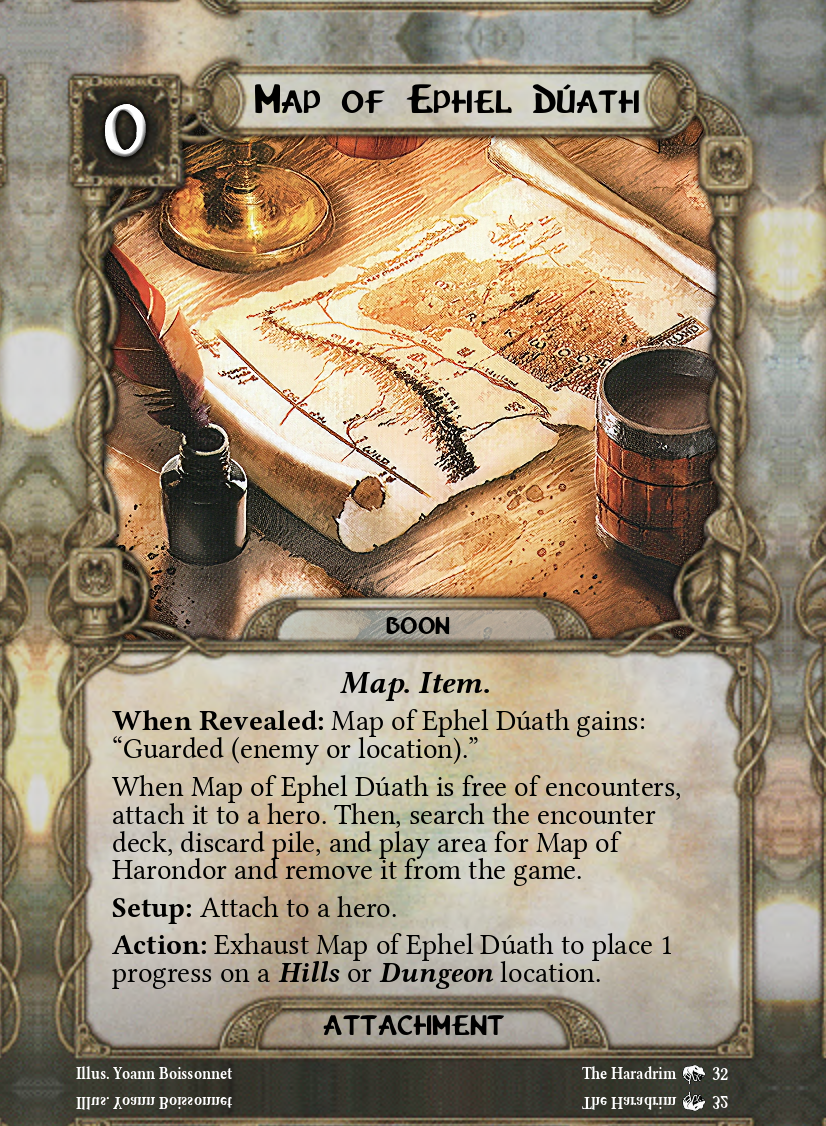 0
Map of Ephel Dúath
BOON
Map. Item.
When Revealed: Map of Ephel Dúath gains:
“Guarded (enemy or location).”
When Map of Ephel Dúath is free of encounters,
attach it to a hero. Then, search the encounter
deck, discard pile, and play area for Map of
Harondor and remove it from the game.
Setup: Attach to a hero.
Action: Exhaust Map of Ephel Dúath to place 1
progress on a Hills or Dungeon location.
ATTACHMENT
Illus. Yoann Boissonnet
The Haradrim 32